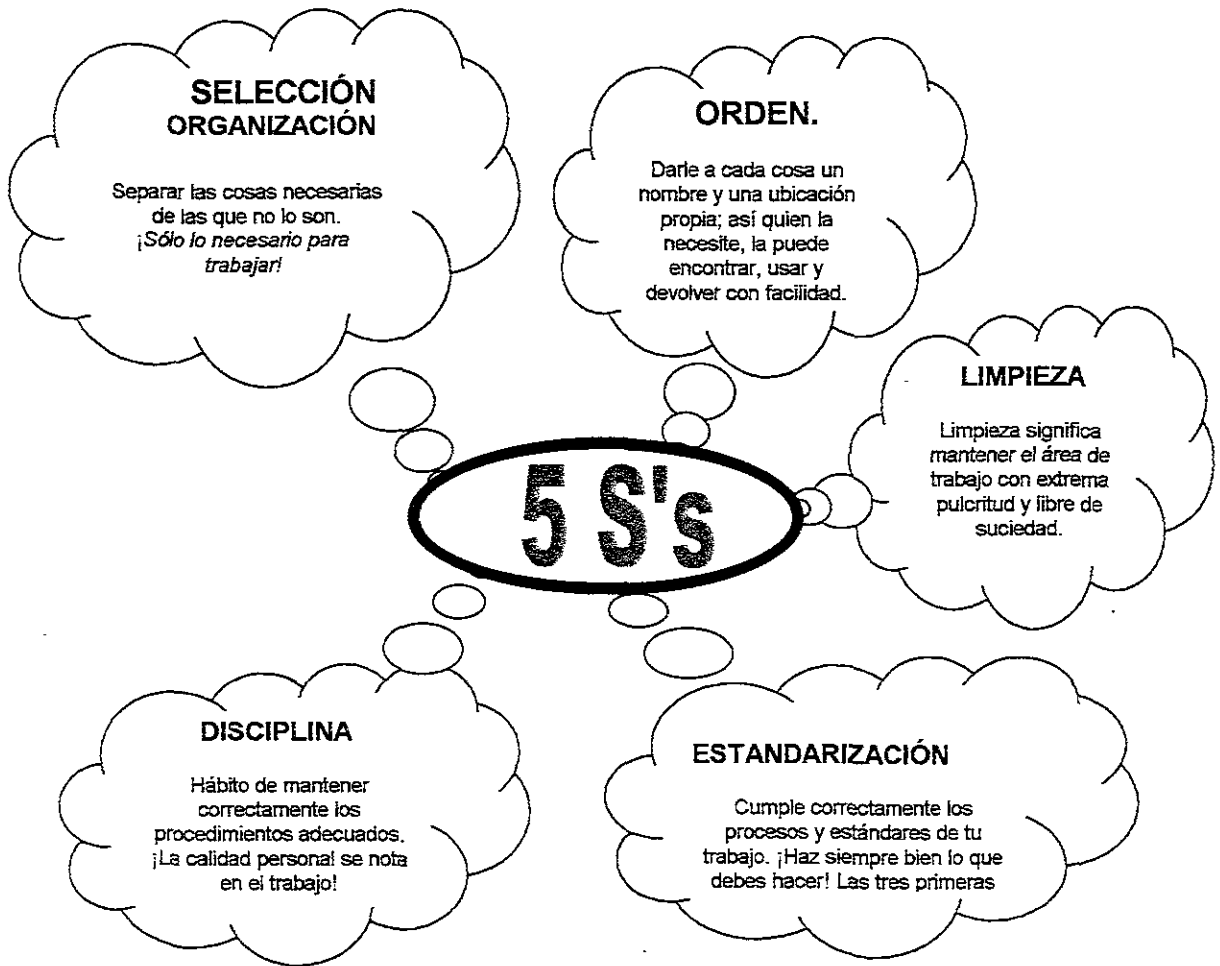 SELECCIÓN
ORGANIZACIÓN
Separar las cosas necesarias
de las que no lo son.
¡Sólo lo necesario para
trabajar!
ORDEN.
Darle a cada cosa un
nombre y una ubicación
propia; así quien la
necesite, la puede
encontrar, usar y
devolver con facilidad.
LIMPIEZA
Limpieza significa
mantener el área de
trabajo con extrema
pulcritud y libre de
suciedad.
5 S's
DISCIPLINA
Hábito de mantener
correctamente los
procedimientos adecuados.
¡La calidad personal se nota
en el trabajo!
ESTANDARIZACIÓN
Cumple correctamente los
procesos y estándares de tu
trabajo. ¡Haz siempre bien lo que
debes hacer! Las tres primeras